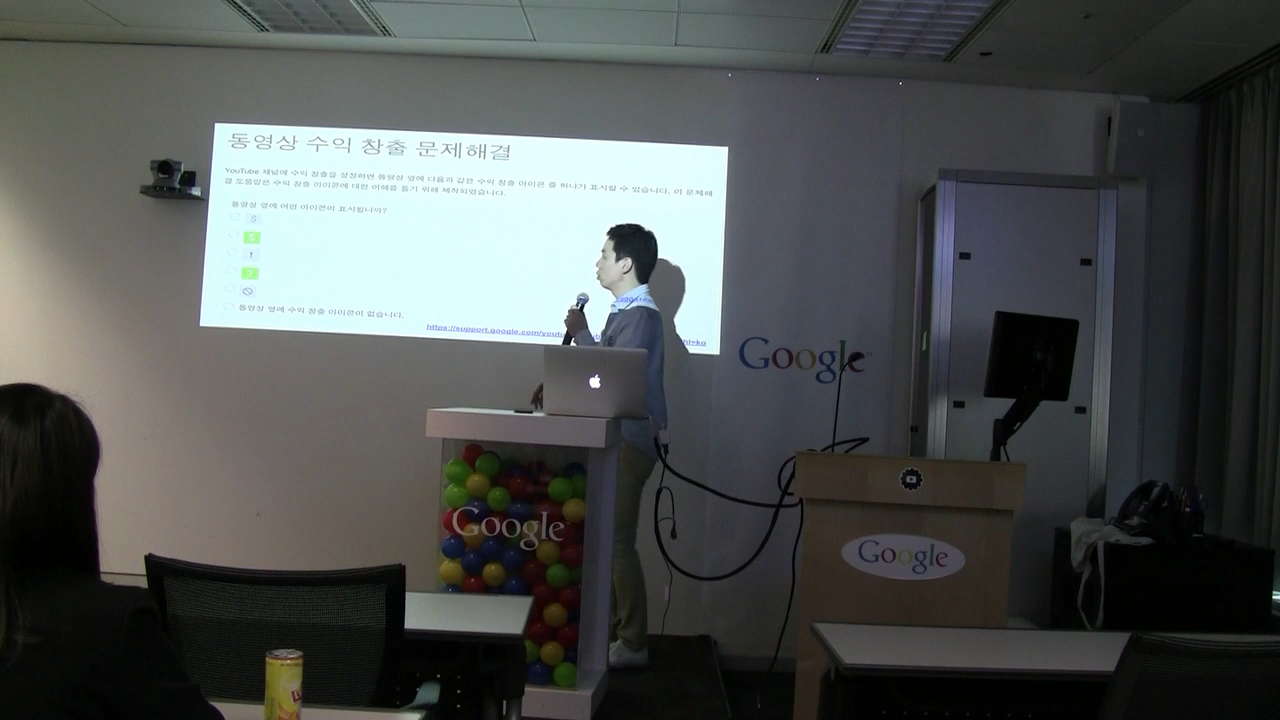 동영상 수익 창출 문제해결
YouTube 채널에 수익 창출을 설정하면 동영상 옆에 다음과 같은 수익 창출 아이콘 중 하나가 표시될 수 있습니다. 이 문제해
결 도움말은 수익 창출 아이콘에 대한 이해를 돕기 위해 제작되었습니다.
동영상 옆에 어떤 아이콘이 표시됩니까?
$
$
!
?
동영상 옆에 수익 창출 아이콘이 없습니다.
https://support.google.com/youtu
hl=ko
Google
Google
Google